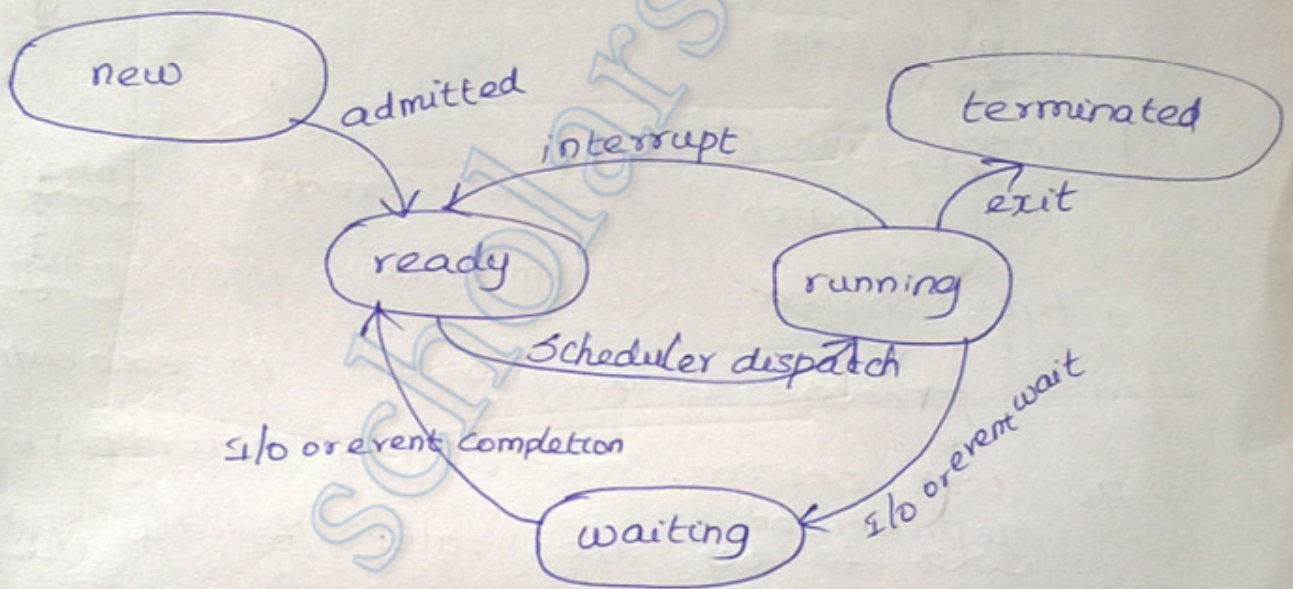 new
admitted
terminated
interrupt
exit
ready
running
Scheduler dispatch
I/O or event wait
I/O or event completion
waiting
scholars